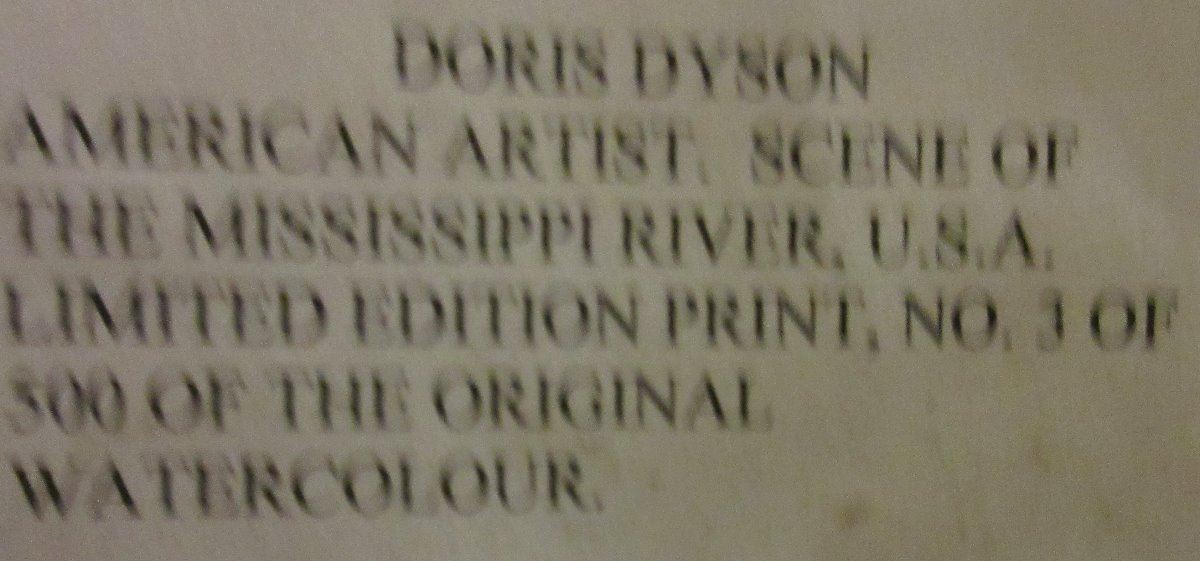 DORIS DYSON
AMERICAN ARTIST. SCENE OF
THE MISSISSIPPI RIVER, U.S.A.
LIMITED EDITION PRINT, NO. 3 OF
500 OF THE ORIGINAL
WATERCOLOUR.